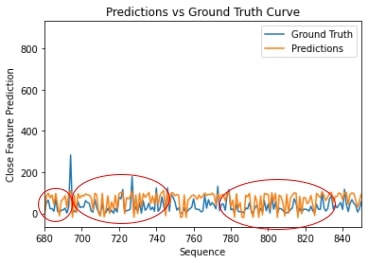 Predictions vs Ground Truth Curve
Ground Truth
Predictions
Close Feature Prediction
800
600
400
200
0
680 700 720 740 760 780 800 820 840
Sequence